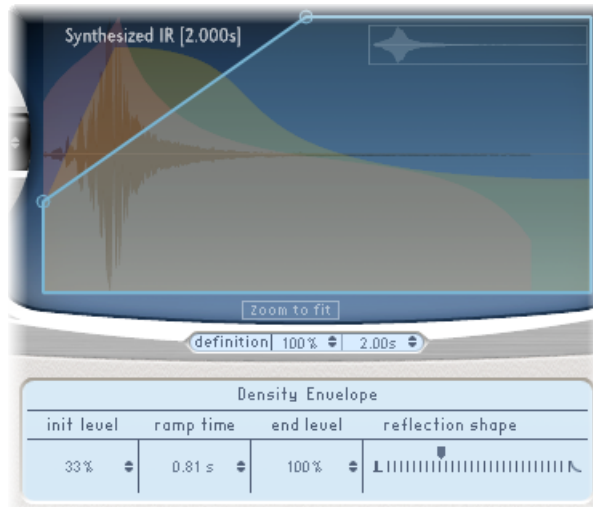 Synthesized IR [2.000s]
Zoom to fit
definition 100% 2.00s
Density Envelope
init level ramp time end level reflection shape
33% 0.81 s 100%